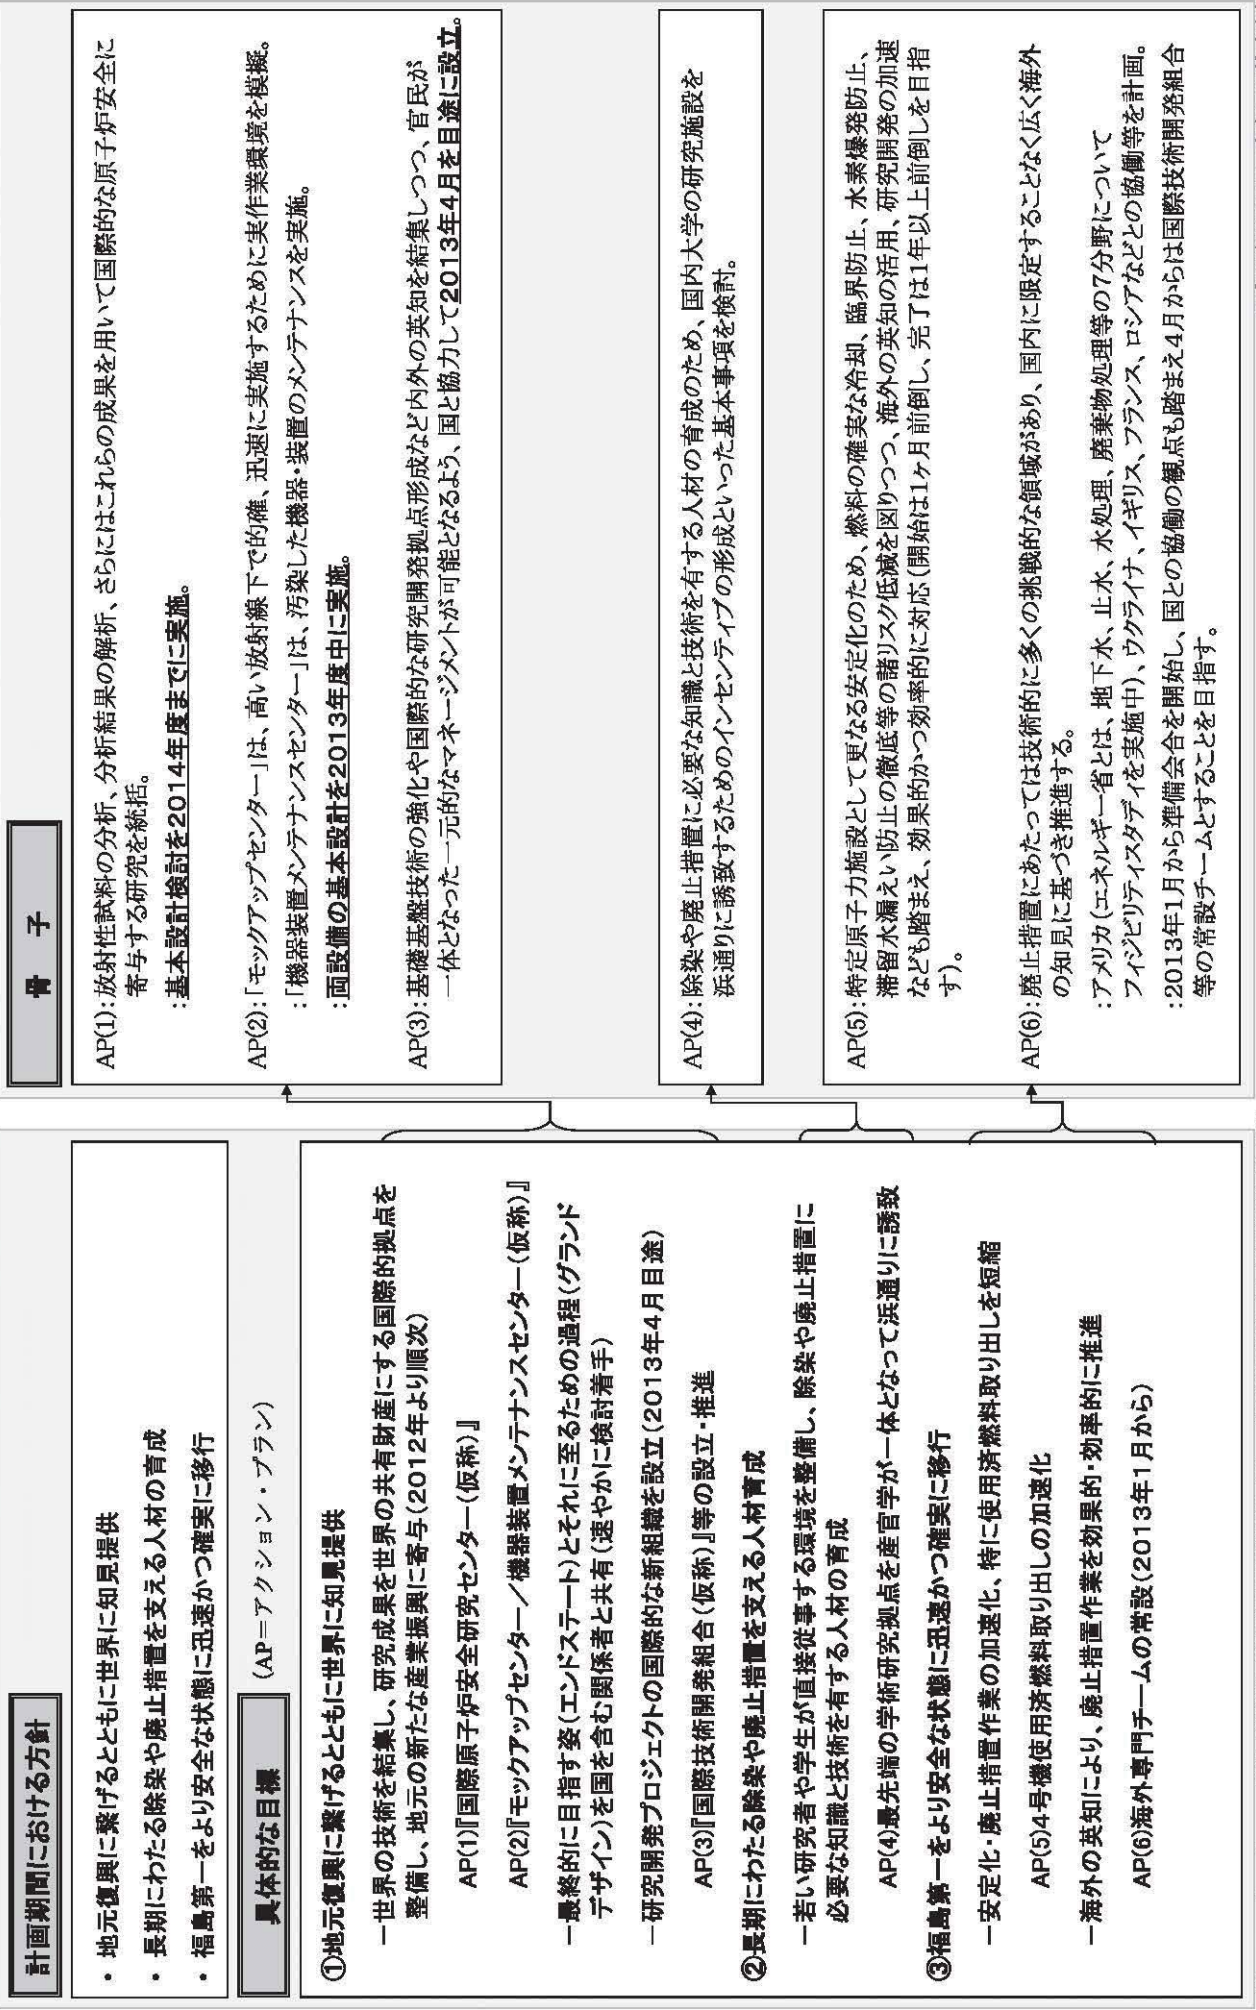 計画期間における方針
・ 地元復興に繋げるとともに世界に知見提供
・ 長期にわたる除染や廃止措置を支える人材の育成
・ 福島第一をより安全な状態に迅速かつ確実に移行
具体的な目標
(AP=アクション・プラン)
①地元復興に繋げるとともに世界に知見提供
―世界の技術を結集し、研究成果を世界の共有財産にする国際的拠点を
整備し、地元の新たな産業振興に寄与(2012年より順次)
AP(1)『国際原子炉安全研究センター(仮称)』
AP(2)『モックアップセンター/機器装置メンテナンスセンター(仮称)』
―最終的に目指す姿(エンドステート)とそれに至るための過程(グランド
デザイン)を国を含む関係者と共有(速やかに検討着手)
―研究開発プロジェクトの国際的な新組織を設立(2013年4月目途)
AP(3)『国際技術開発組合(仮称)』等の設立・推進
②長期にわたる除染や廃止措置を支える人材育成
―若い研究者や学生が直接従事する環境を整備し、除染や廃止措置に
必要な知識と技術を有する人材の育成
AP(4)最先端の学術研究拠点を産官学が一体となって浜通りに誘致
③福島第一をより安全な状態に迅速かつ確実に移行
―安定化・廃止措置作業の加速化、特に使用済燃料取り出しを短縮
AP(5)4号機使用済燃料取り出しの加速化
―海外の英知により、廃止措置作業を効果的・効率的に推進
AP(6)海外専門チームの常設(2013年1月から)
骨 子
AP(1):放射性試料の分析、分析結果の解析、さらにはこれらの成果を用いて国際的な原子炉安全に
寄与する研究を統括。
:基本設計検討を2014年度までに実施。
AP(2):「モックアップセンター」は、高い放射線下で的確、迅速に実施するために実作業環境を模擬。
:「機器装置メンテナンスセンター」は、汚染した機器・装置のメンテナンスを実施。
:両設備の基本設計を2013年度中に実施。
AP(3):基礎基盤技術の強化や国際的な研究開発拠点形成など内外の英知を結集しつつ、官民が
一体となった一元的なマネージメントが可能となるよう、国と協力して2013年4月を目途に設立。
AP(4):除染や廃止措置に必要な知識と技術を有する人材の育成のため、国内大学の研究施設を
浜通りに誘致するためのインセンティブの形成といった基本事項を検討。
AP(5):特定原子力施設として更なる安定化のため、燃料の確実な冷却、臨界防止、水素爆発防止、
滞留水漏えい防止の徹底等の諸リスク低減を図りつつ、海外の英知の活用、研究開発の加速
なども踏まえ、効果的かつ効率的に対応(開始は1ヶ月前倒し、完了は1年以上前倒しを目指
す)。
AP(6):廃止措置にあたっては技術的に多くの挑戦的な領域があり、国内に限定することなく広く海外
の知見に基づき推進する。
:アメリカ(エネルギー省とは、地下水、止水、水処理、廃棄物処理等の7分野について
フィジビリティスタディを実施中)、ウクライナ、イギリス、フランス、ロシアなどとの協働等を計画。
:2013年1月から準備会合を開始し、国との協働の観点も踏まえ4月からは国際技術開発組合
等の常設チームとすることを目指す。